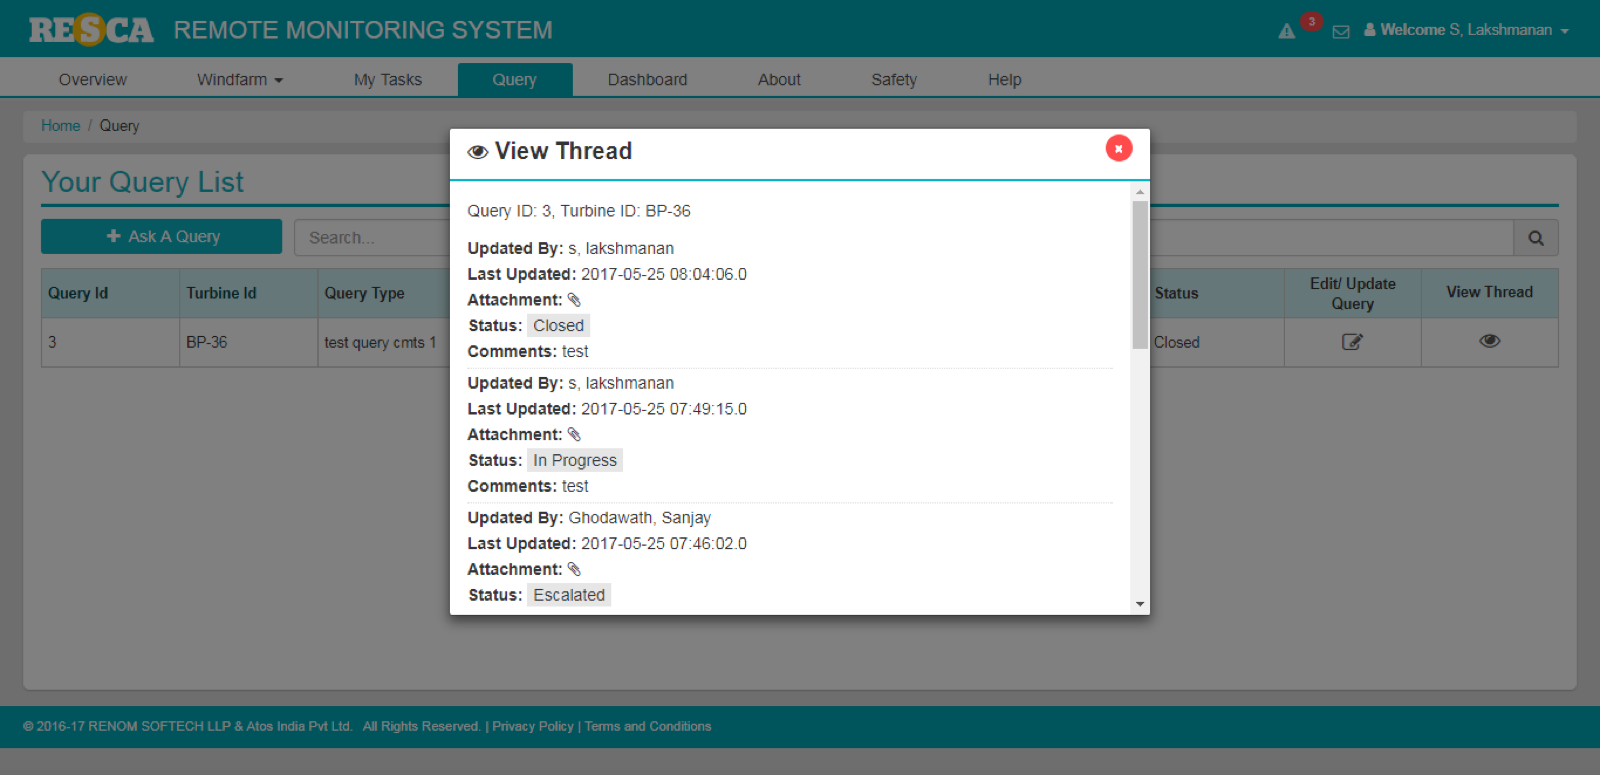 RESCA REMOTE MONITORING SYSTEM
3 Welcome S, Lakshmanan
Overview Windfarm My Tasks Query Dashboard About Safety Help
Home / Query
View Thread
Your Query List
Query ID: 3, Turbine ID: BP-36
Ask A Query Search...
Updated By: s, lakshmanan
Last Updated: 2017-05-25 08:04:06.0
Attachment:
Status: Closed
Comments: test
Query Id Turbine Id Query Type Status Edit/ Update Query View Thread
3 BP-36 test query cmts 1 Closed
Updated By: s, lakshmanan
Last Updated: 2017-05-25 07:49:15.0
Attachment:
Status: In Progress
Comments: test
Updated By: Ghodawath, Sanjay
Last Updated: 2017-05-25 07:46:02.0
Attachment:
Status: Escalated
© 2016-17 RENOM SOFTECH LLP & Atos India Pvt Ltd. All Rights Reserved. | Privacy Policy | Terms and Conditions